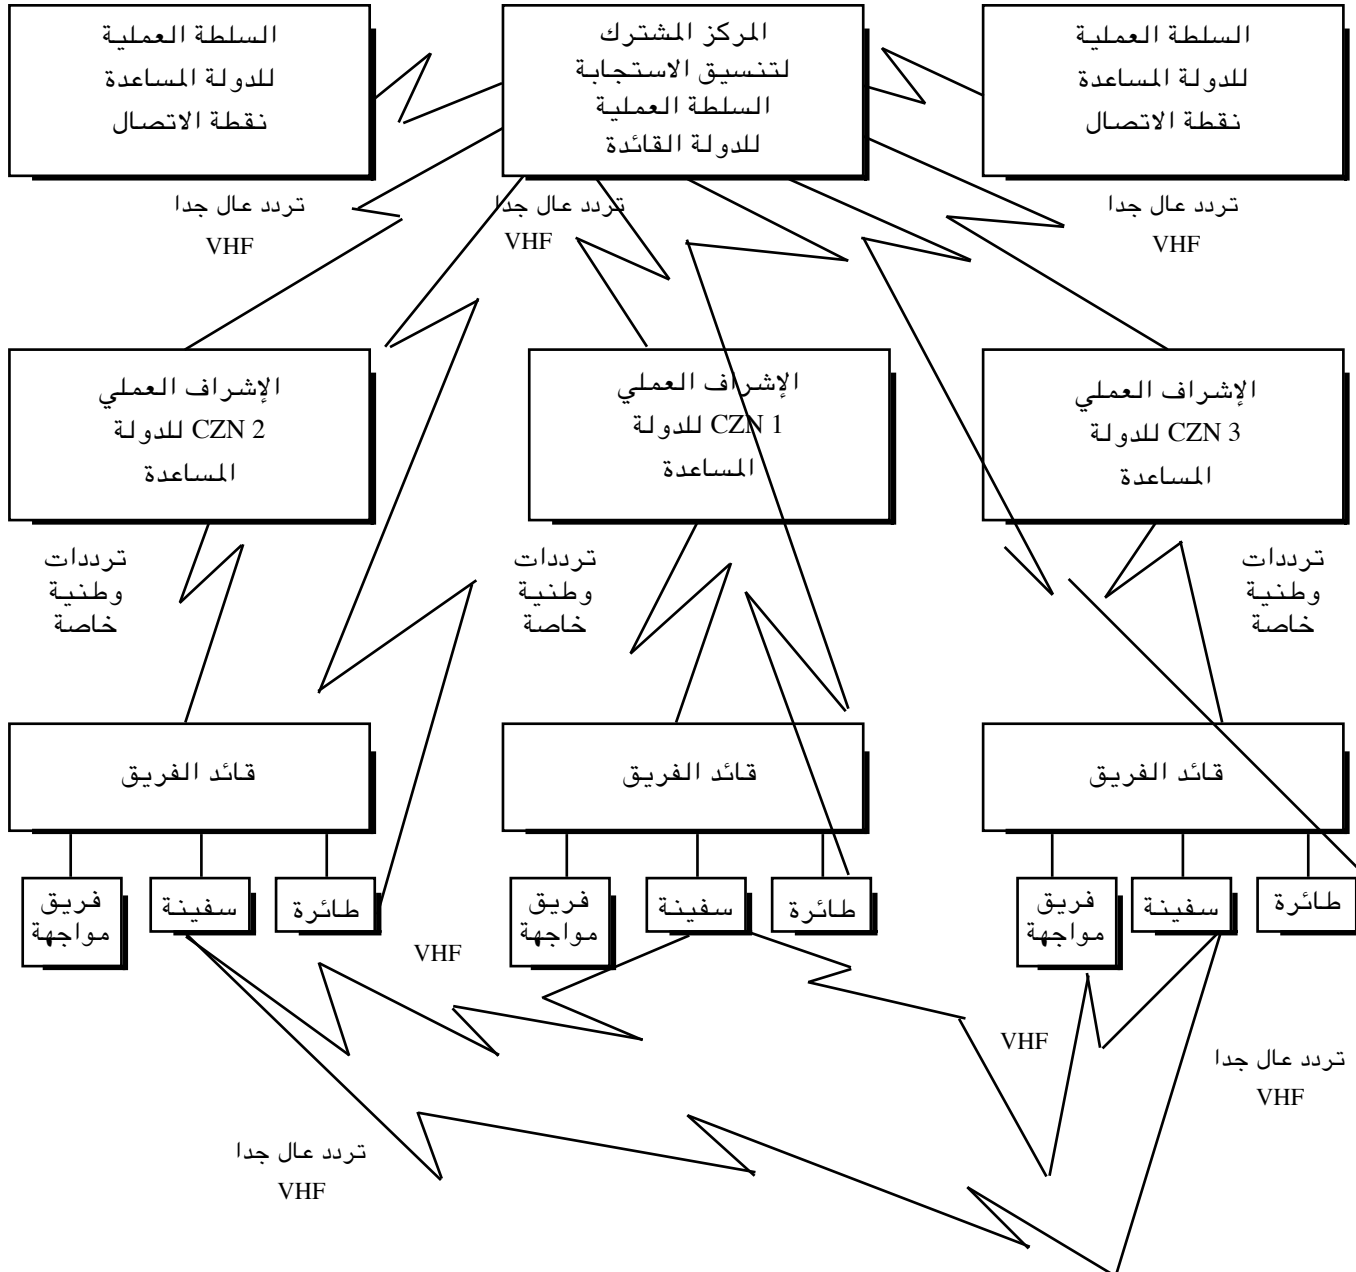 السلطة العملية
للدولة المساعدة
نقطة الاتصال
المركز المشترك
لتنسيق الاستجابة
السلطة العملية
للدولة القائدة
السلطة العملية
للدولة المساعدة
نقطة الاتصال
تردد عال جدا
VHF
تردد عال جدا
VHF
تردد عال جدا
VHF
الإشراف العملي
CZN 2 للدولة
المساعدة
الإشراف العملي
CZN 1 للدولة
المساعدة
الإشراف العملي
CZN 3 للدولة
المساعدة
ترددات
وطنية
خاصة
ترددات
وطنية
خاصة
ترددات
وطنية
خاصة
قائد الفريق
قائد الفريق
قائد الفريق
فريق
مواجهة
سفينة
طائرة
فريق
مواجهة
سفينة
طائرة
فريق
مواجهة
سفينة
طائرة
VHF
VHF
تردد عال جدا
VHF
تردد عال جدا
VHF